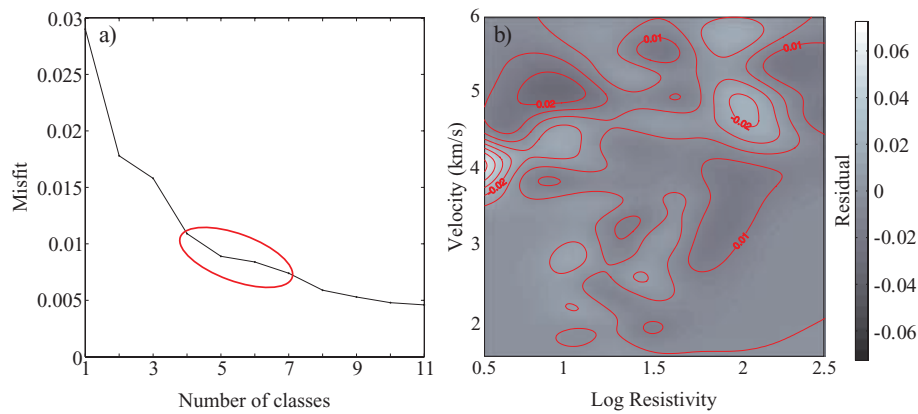 a)
0.03
0.025
0.02
0.015
0.01
0.005
0
1 3 5 7 9 11
Misfit
Number of classes
b)
6
5
4
3
2
0.5 1 1.5 2 2.5
Velocity (km/s)
Log Resistivity
0.01
0.01
0.02
-0.02
-0.02
0.01
0.06
0.04
0.02
0
-0.02
-0.04
-0.06
Residual